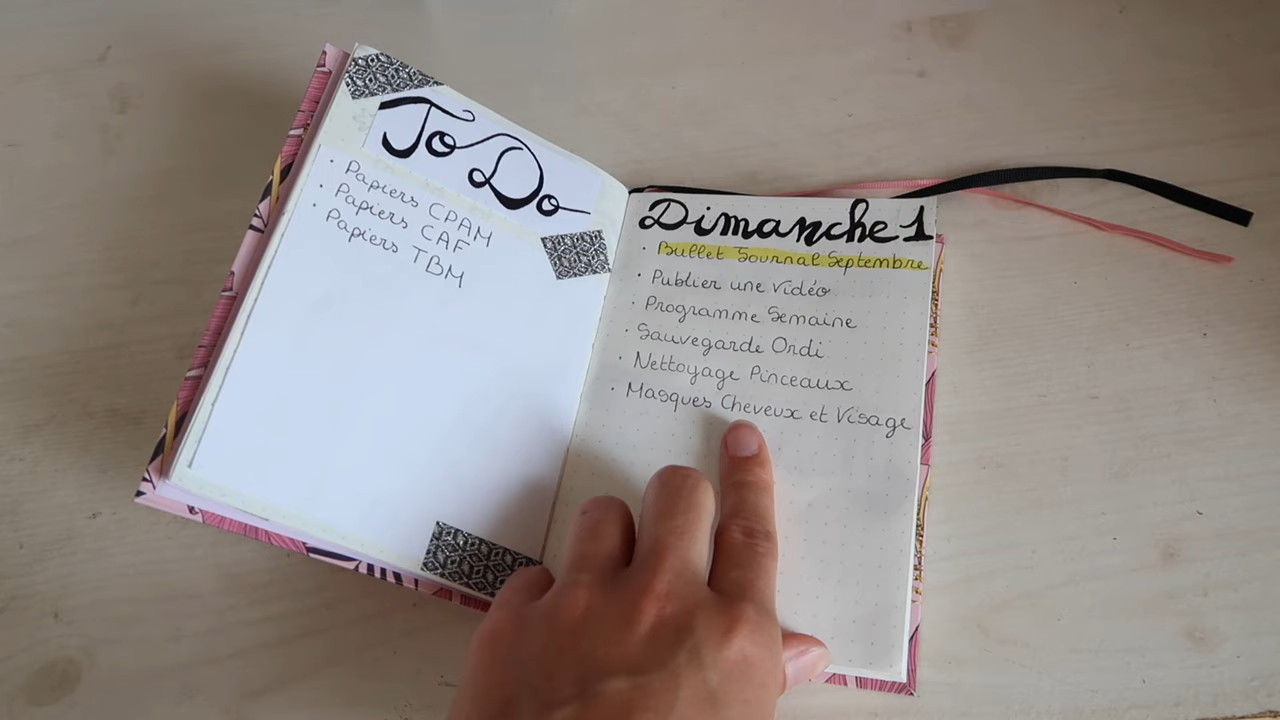 To Do
· Papiers CPAM
· Papiers CAF
· Papiers TBM
Dimanche 1
· Bullet Journal Septembre
· Publier une Vidéo
· Programme Semaine
· Sauvegarde Ordi
· Nettoyage Pinceaux
· Masques Cheveux et Visage